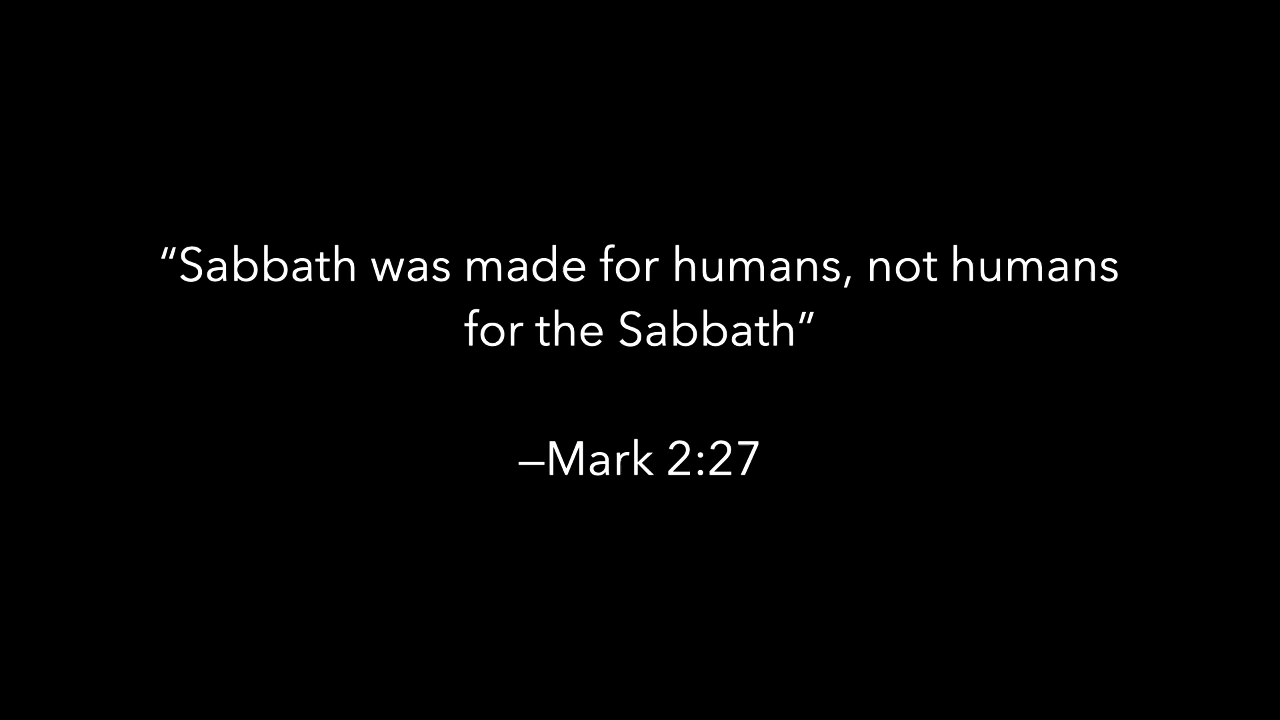 “Sabbath was made for humans, not humans
for the Sabbath”
–Mark 2:27